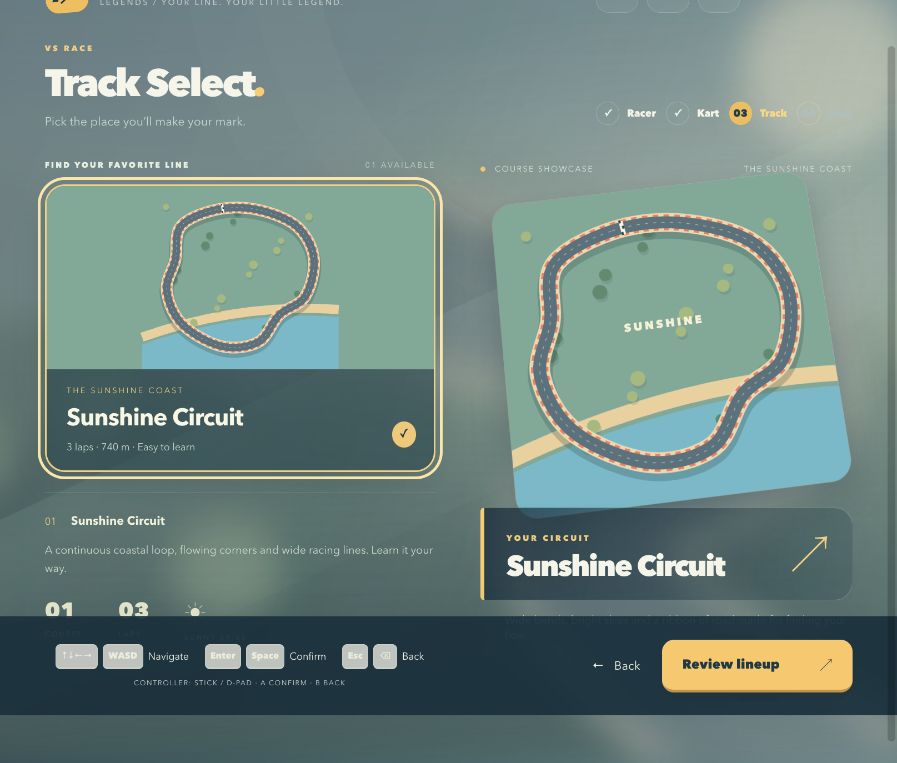 LEGENDS / YOUR LINE. YOUR LITTLE LEGEND.
VS RACE
Track Select.
Pick the place you'll make your mark.
✓ Racer ✓ Kart 03 Track
FIND YOUR FAVORITE LINE
01 AVAILABLE
THE SUNSHINE COAST
Sunshine Circuit
3 laps · 740 m · Easy to learn
✓
01 Sunshine Circuit
A continuous coastal loop, flowing corners and wide racing lines. Learn it your
way.
01 03
COURSE SHOWCASE
THE SUNSHINE COAST
SUNSHINE
YOUR CIRCUIT
Sunshine Circuit
↑↓←→ WASD Navigate Enter Space Confirm Esc ⌫ Back
CONTROLLER: STICK / D-PAD · A CONFIRM · B BACK
← Back
Review lineup